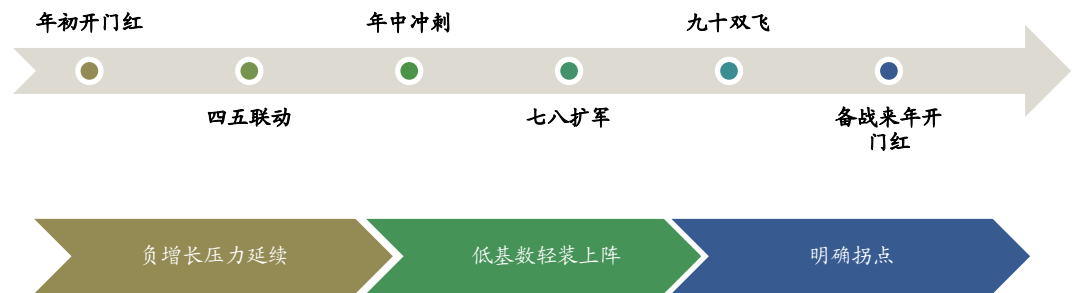 年初开门红
年中冲刺
九十双飞
四五联动
七八扩军
备战来年开
门红
负增长压力延续
低基数轻装上阵
明确拐点